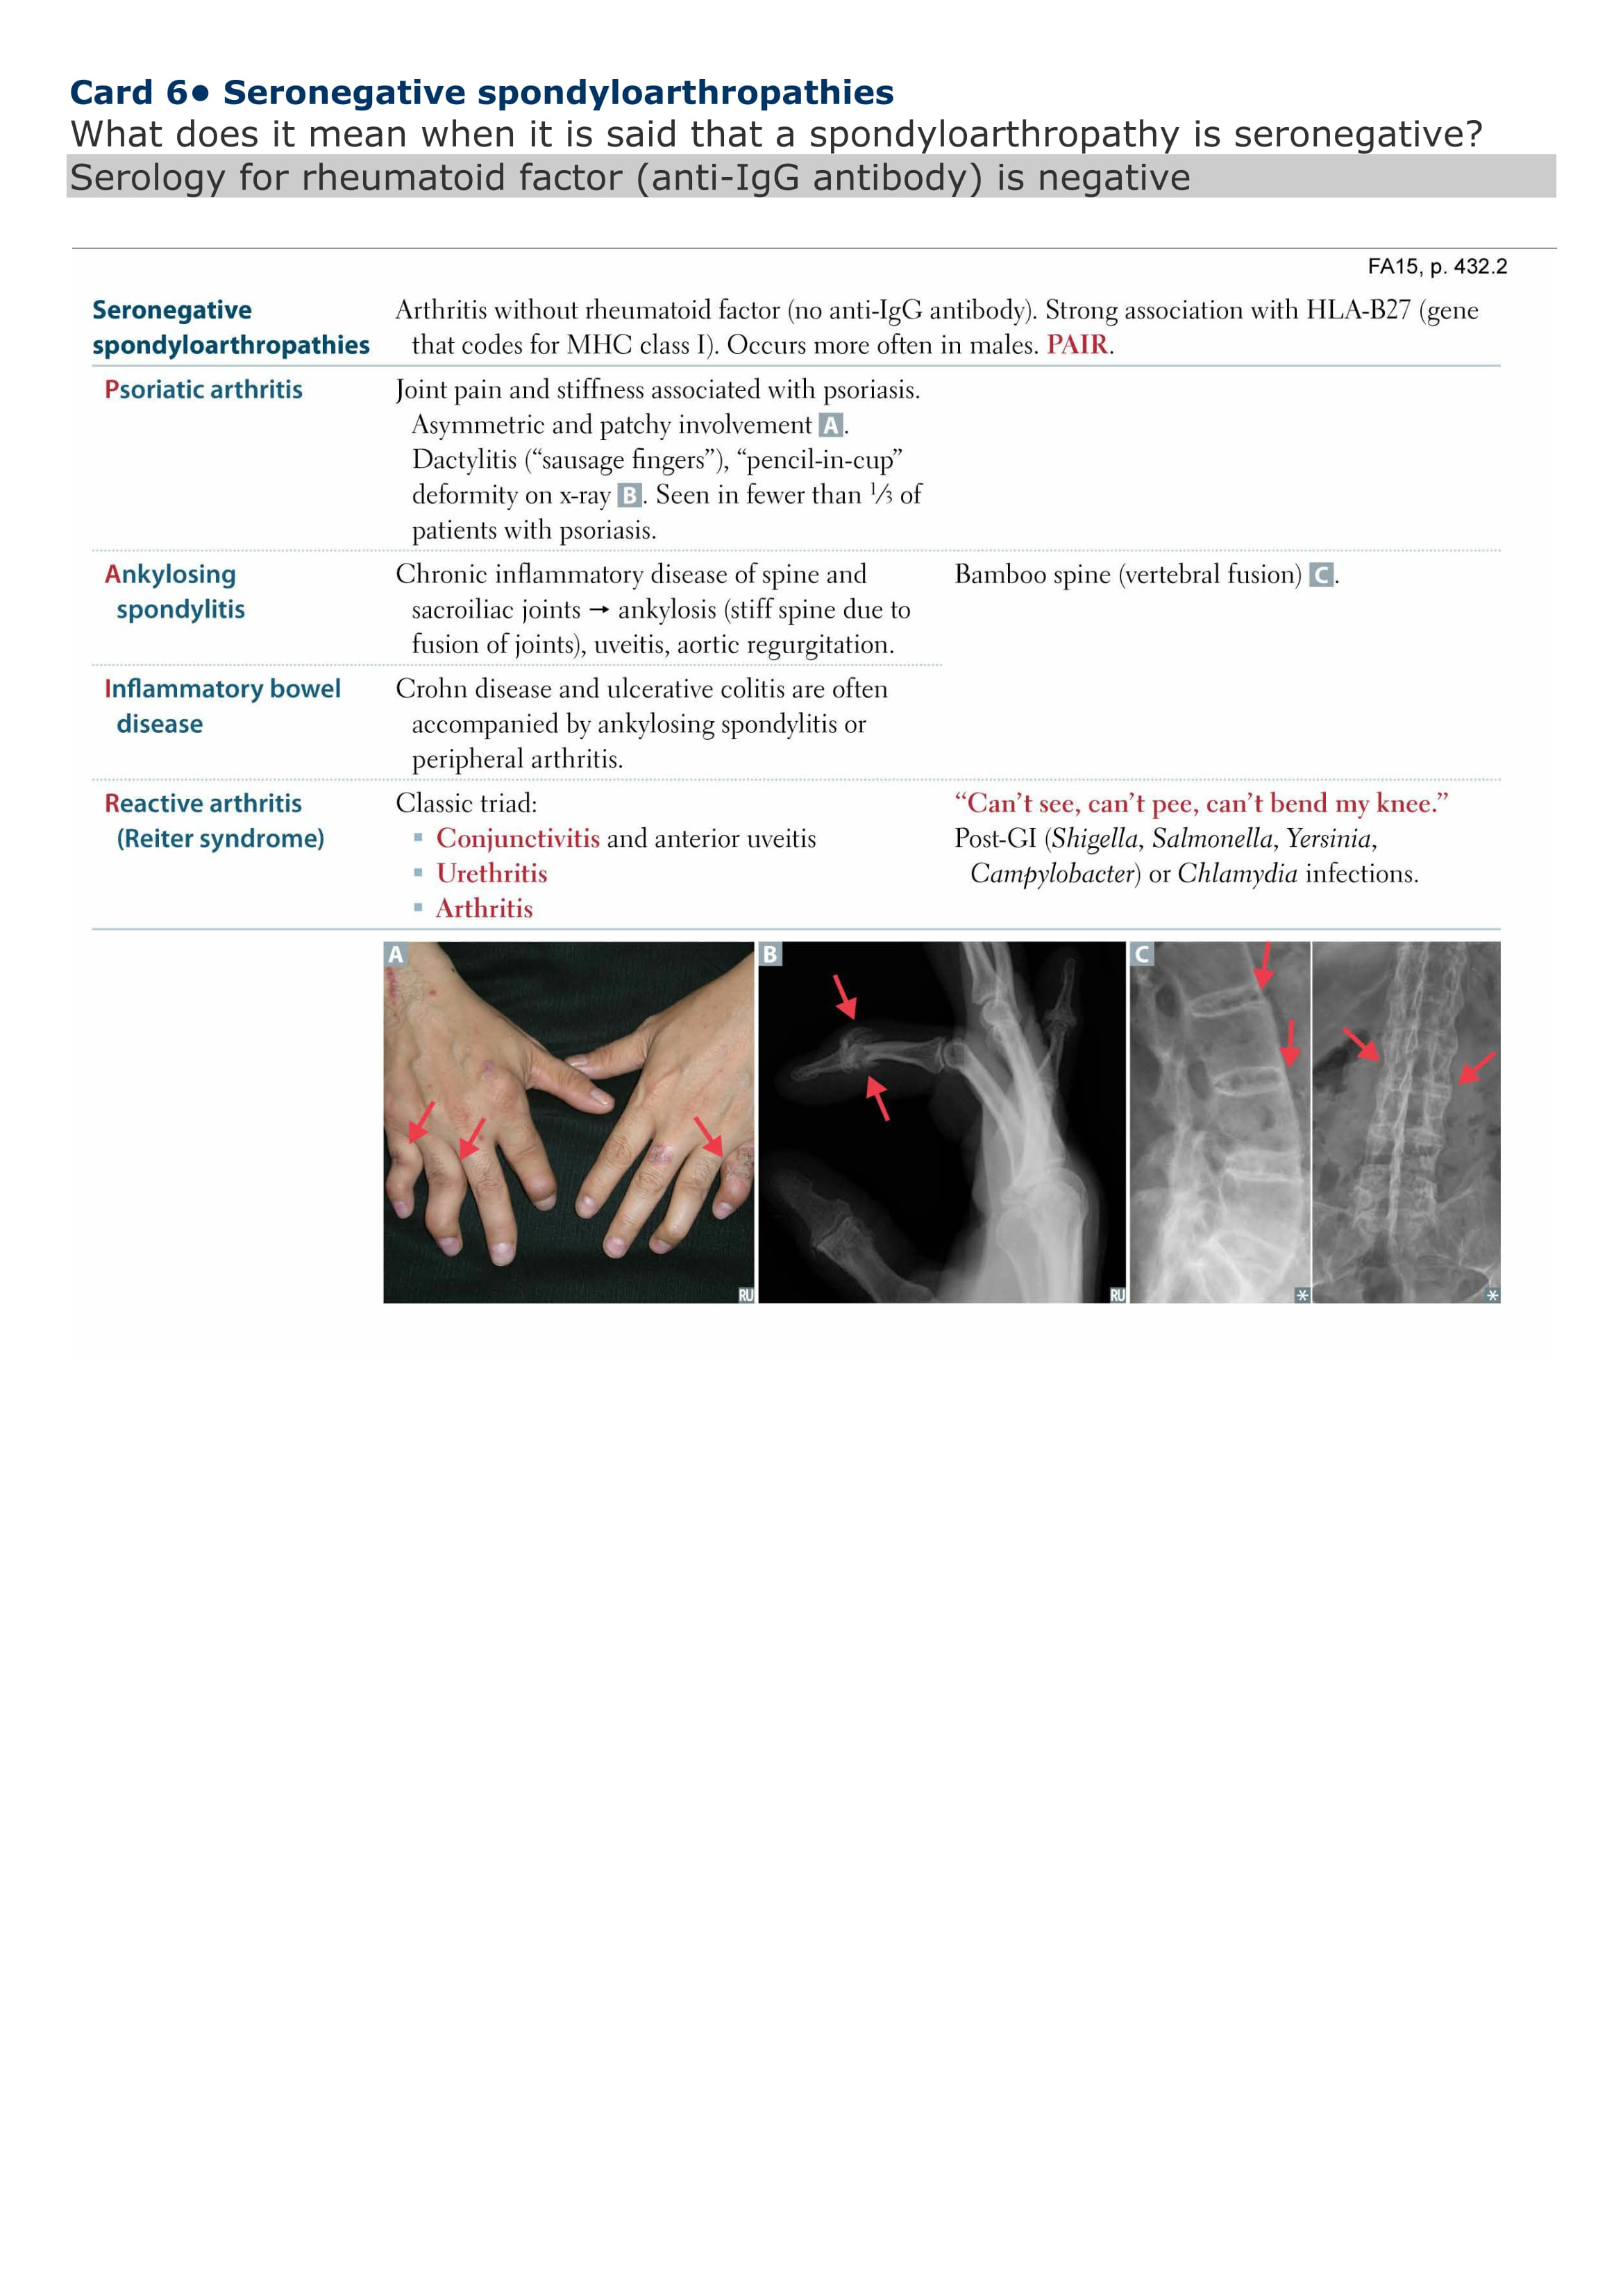 Card 6• Seronegative spondyloarthropathies
What does it mean when it is said that a spondyloarthropathy is seronegative?
Serology for rheumatoid factor (anti-IgG antibody) is negative
FA15, p. 432.2
Seronegative
spondyloarthropathies
Arthritis without rheumatoid factor (no anti-IgG antibody). Strong association with HLA-B27 (gene
that codes for MHC class I). Occurs more often in males. PAIR.
Psoriatic arthritis
Joint pain and stiffness associated with psoriasis.
Asymmetric and patchy involvement A.
Dactylitis (“sausage fingers”), “pencil-in-cup”
deformity on x-ray B. Seen in fewer than 1/3 of
patients with psoriasis.
Ankylosing
spondylitis
Chronic inflammatory disease of spine and
sacroiliac joints → ankylosis (stiff spine due to
fusion of joints), uveitis, aortic regurgitation.
Bamboo spine (vertebral fusion) C.
Inflammatory bowel
disease
Crohn disease and ulcerative colitis are often
accompanied by ankylosing spondylitis or
peripheral arthritis.
Reactive arthritis
(Reiter syndrome)
Classic triad:
▪ Conjunctivitis and anterior uveitis
▪ Urethritis
▪ Arthritis
“Can’t see, can’t pee, can’t bend my knee.”
Post-GI (Shigella, Salmonella, Yersinia,
Campylobacter) or Chlamydia infections.
A
B
C
RU
RU
*
*